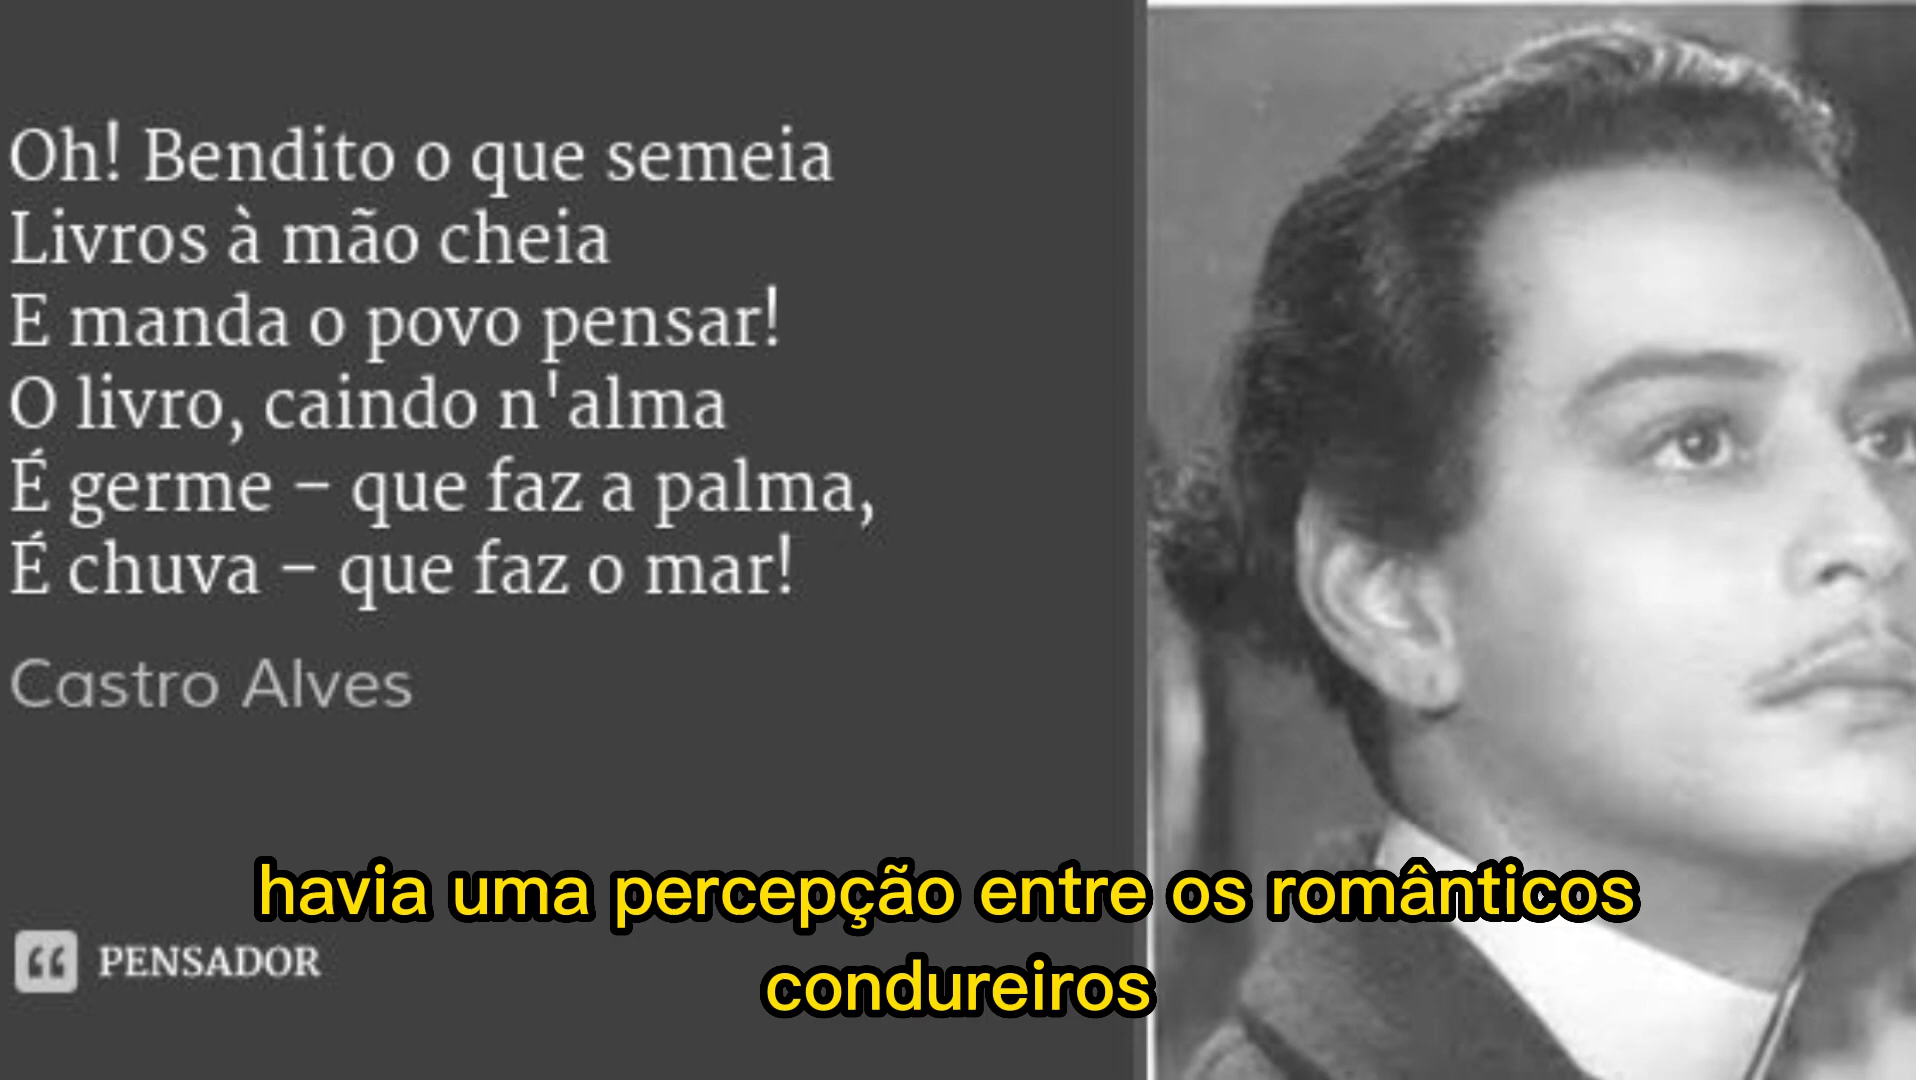 Oh! Bendito o que semeia
Livros à mão cheia
E manda o povo pensar!
O livro, caindo n'alma
É germe – que faz a palma,
É chuva – que faz o mar!
Castro Alves
havia uma percepção entre os românticos
condureiros
PENSADOR